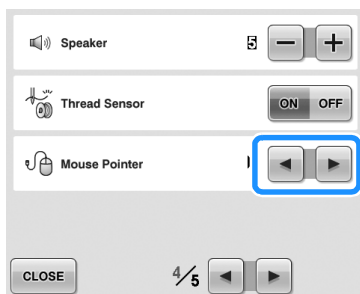 Speaker 5 − +
Thread Sensor ON OFF
Mouse Pointer
CLOSE 4/5